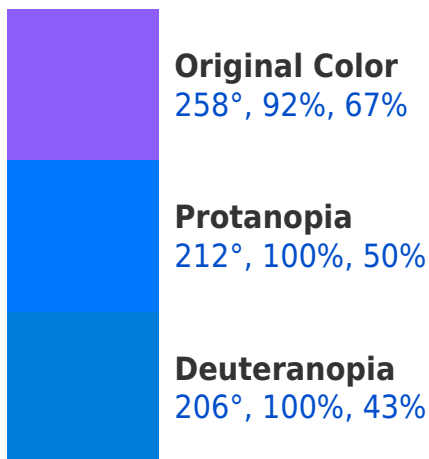 Original Color
258°, 92%, 67%
Protanopia
212°, 100%, 50%
Deuteranopia
206°, 100%, 43%